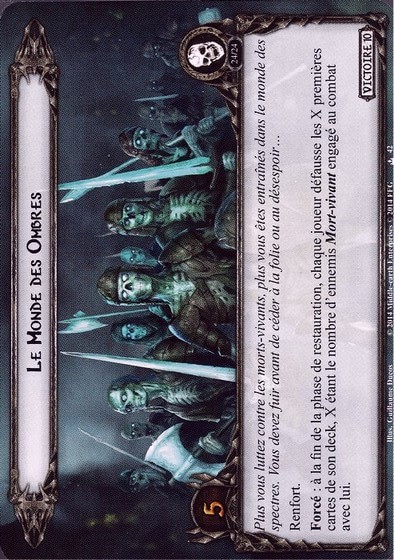 LE MONDE DES OMBRES
24/24
5
Plus vous luttez contre les morts-vivants, plus vous êtes entraînés dans le monde des
spectres. Vous devez fuir avant de céder à la folie ou au désespoir…
Renfort.
Forcé : à la fin de la phase de restauration, chaque joueur défausse les X premières
cartes de son deck, X étant le nombre d'ennemis Mort-vivant engagé au combat
avec lui.
VICTOIRE 10
Illus. Guillaume Ducos
© 2014 Middle-earth Enterprises © 2014 FFG
42